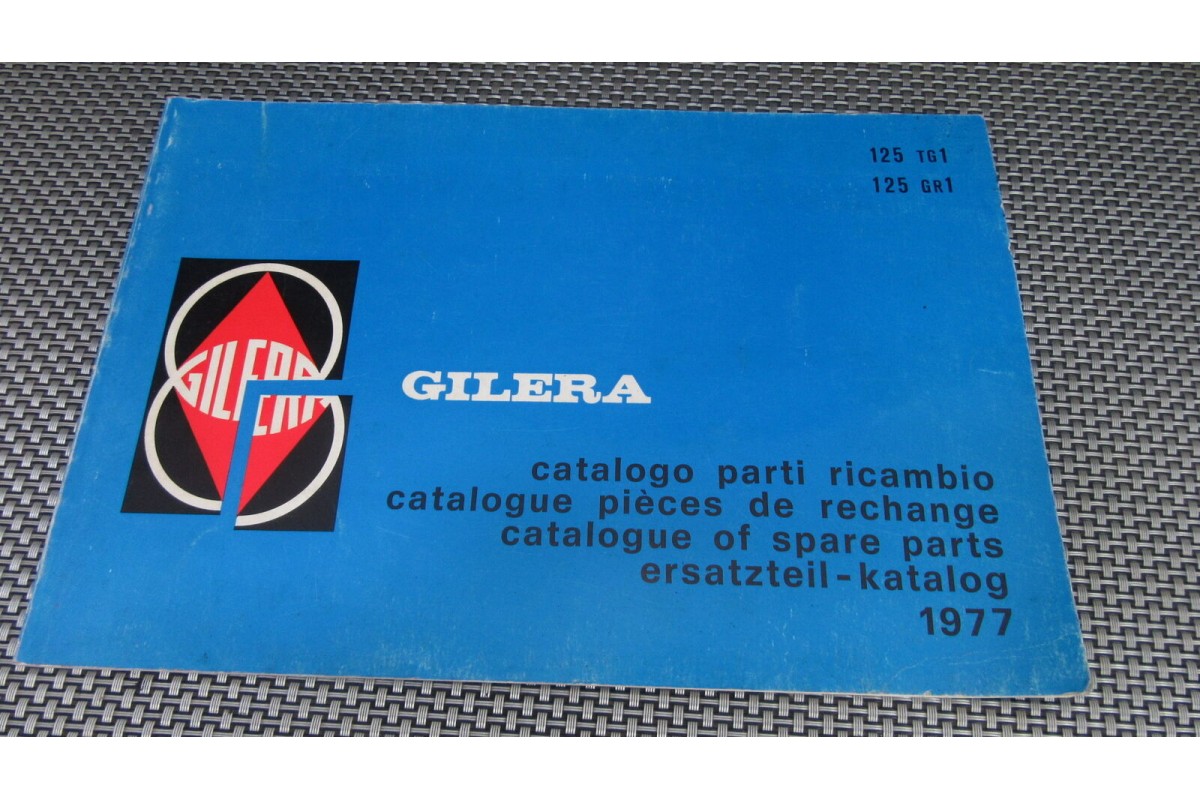 125 TG1
125 GR1
GILERA
GILERA
catalogo parti ricambio
catalogue pièces de rechange
catalogue of spare parts
ersatzteil-katalog
1977